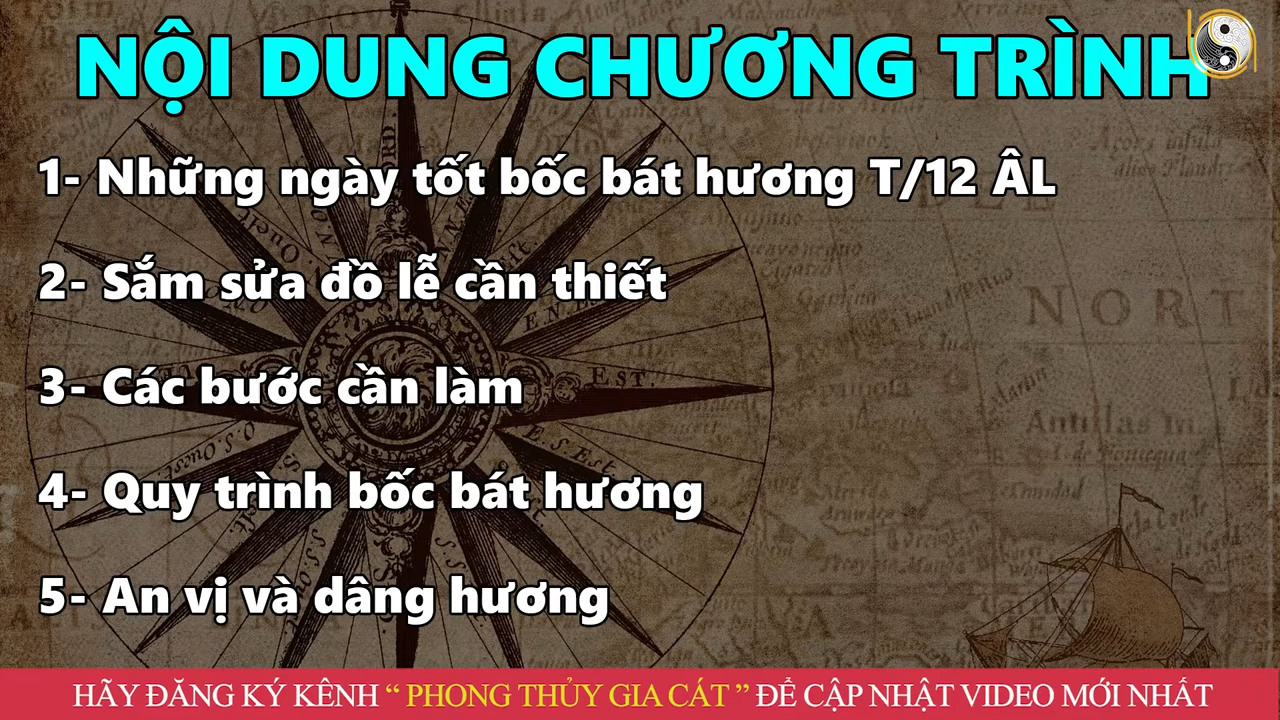 NỘI DUNG CHƯƠNG TRÌNH
1- Những ngày tốt bốc bát hương T/12 ÂL
2- Sắm sửa đồ lễ cần thiết
3- Các bước cần làm
4- Quy trình bốc bát hương
5- An vị và dâng hương
NORT
EST.
HÃY ĐĂNG KÝ KÊNH “ PHONG THỦY GIA CÁT ” ĐỂ CẬP NHẬT VIDEO MỚI NHẤT